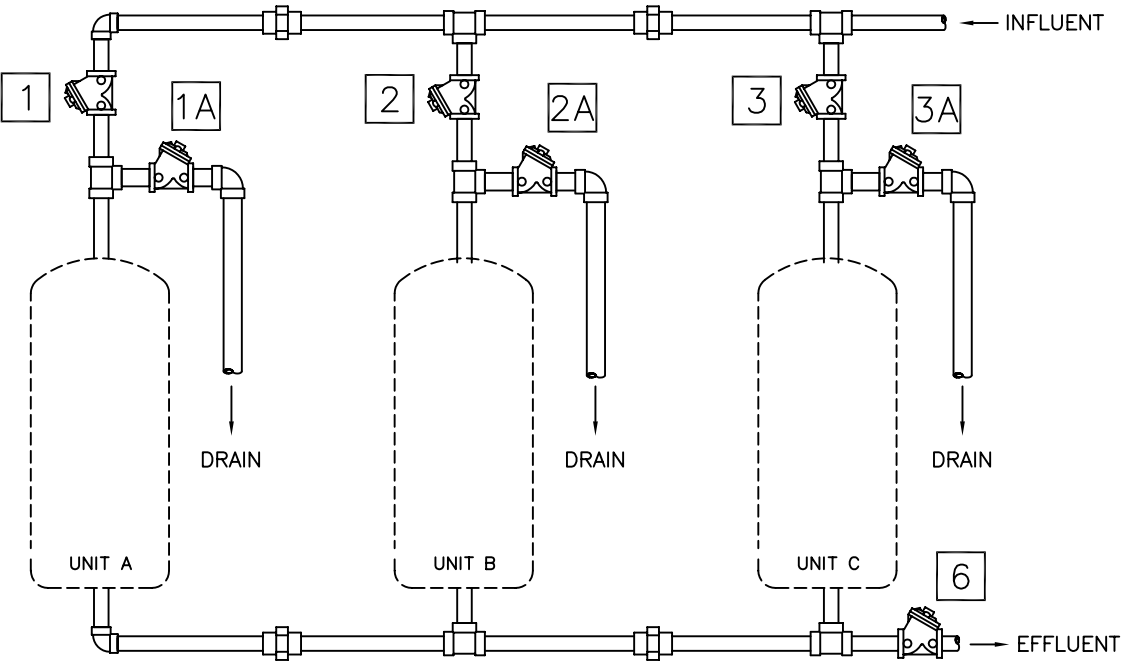 INFLUENT
1
1A
2
2A
3
3A
DRAIN
DRAIN
DRAIN
UNIT A
UNIT B
UNIT C
6
EFFLUENT